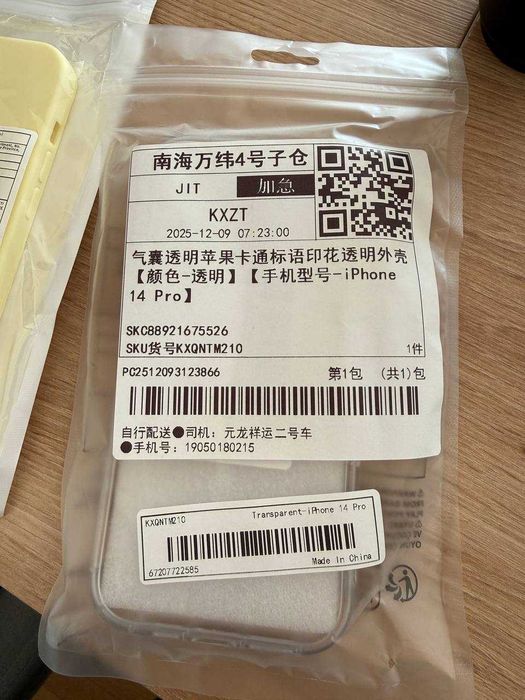 南海万纬4号子仓
JIT 加急
KXZT
2025-12-09 07:23:00
气囊透明苹果卡通标语印花透明外壳
【颜色-透明】【手机型号-iPhone
14 Pro】
SKC88921675526
SKU货号KXQNTM210 1件
PC2512093123866 第1包 (共1)包
自行配送●司机: 元龙祥运二号车
●手机号: 19050180215
KXQNTM210 Transparent-iPhone 14 Pro
67207722585 Made In China